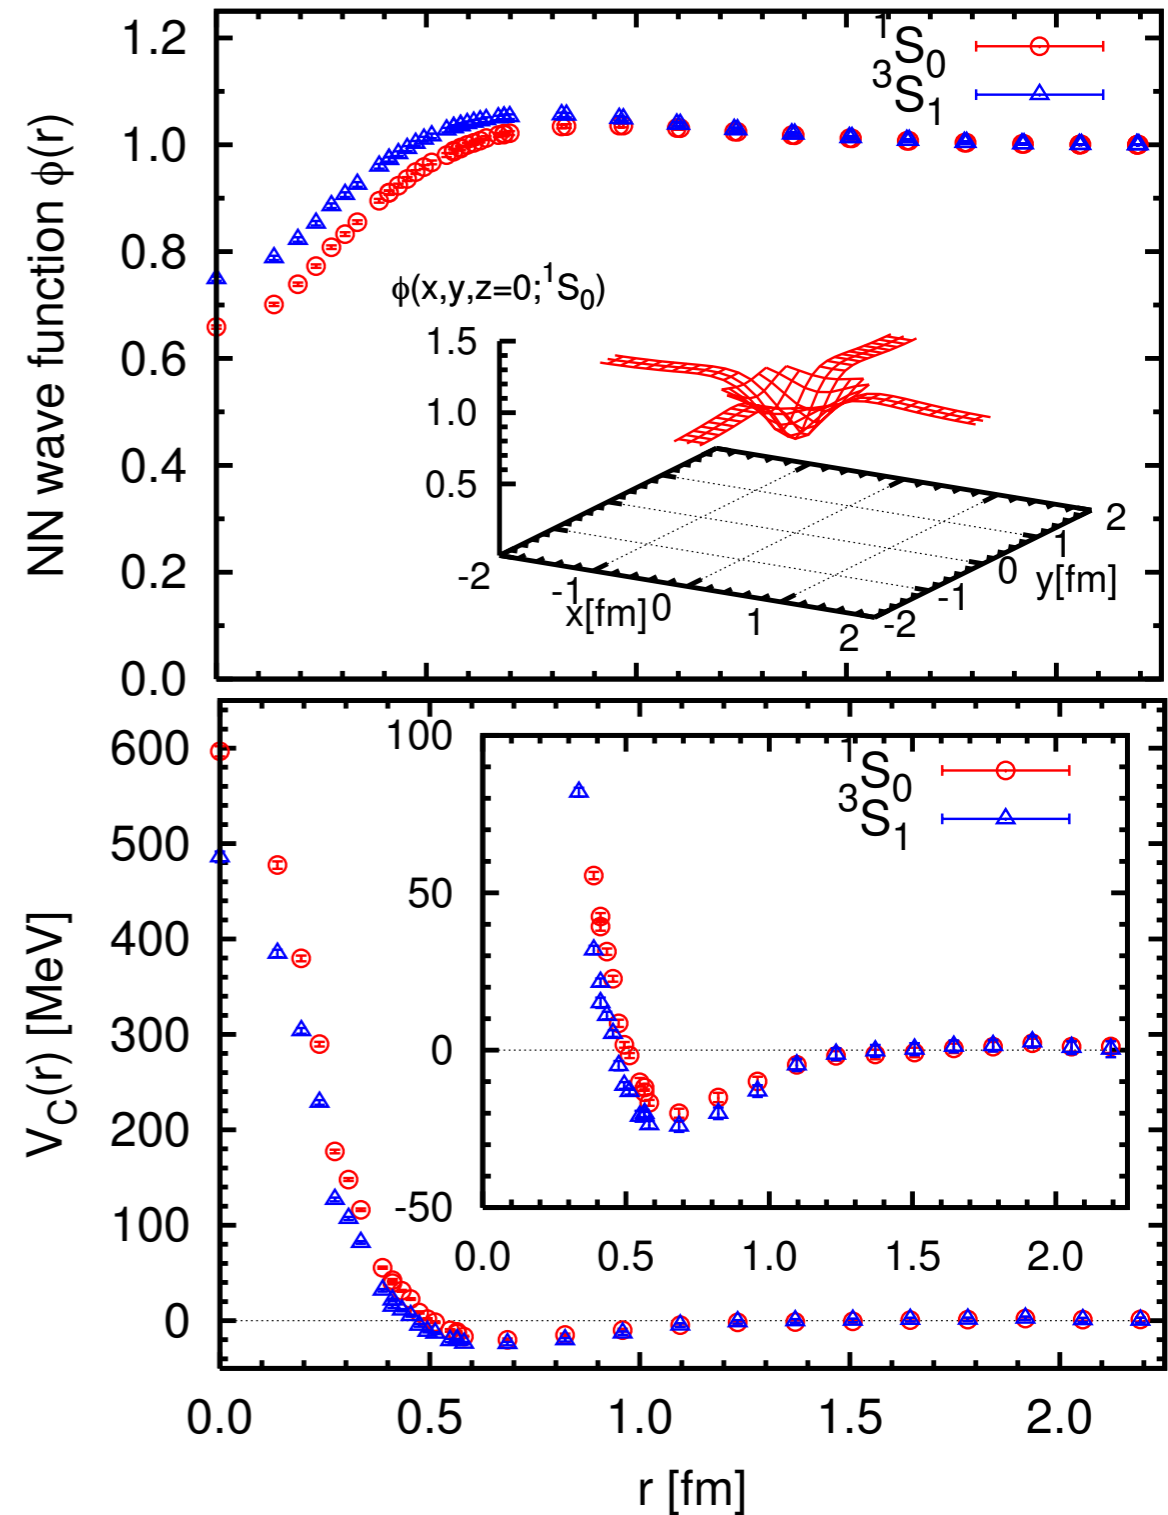 NN wave function ϕ(r)
1.2
1.0
0.8
0.6
0.4
0.2
0.0
¹S₀
³S₁
ϕ(x,y,z=0;¹S₀)
1.5
1.0
0.5
-2
-1
0
1
2
x[fm]
-2
-1
0
1
2
y[fm]
V_C(r) [MeV]
600
500
400
300
200
100
0
100
50
0
-50
¹S₀
³S₁
0.0 0.5 1.0 1.5 2.0
0.0 0.5 1.0 1.5 2.0
r [fm]